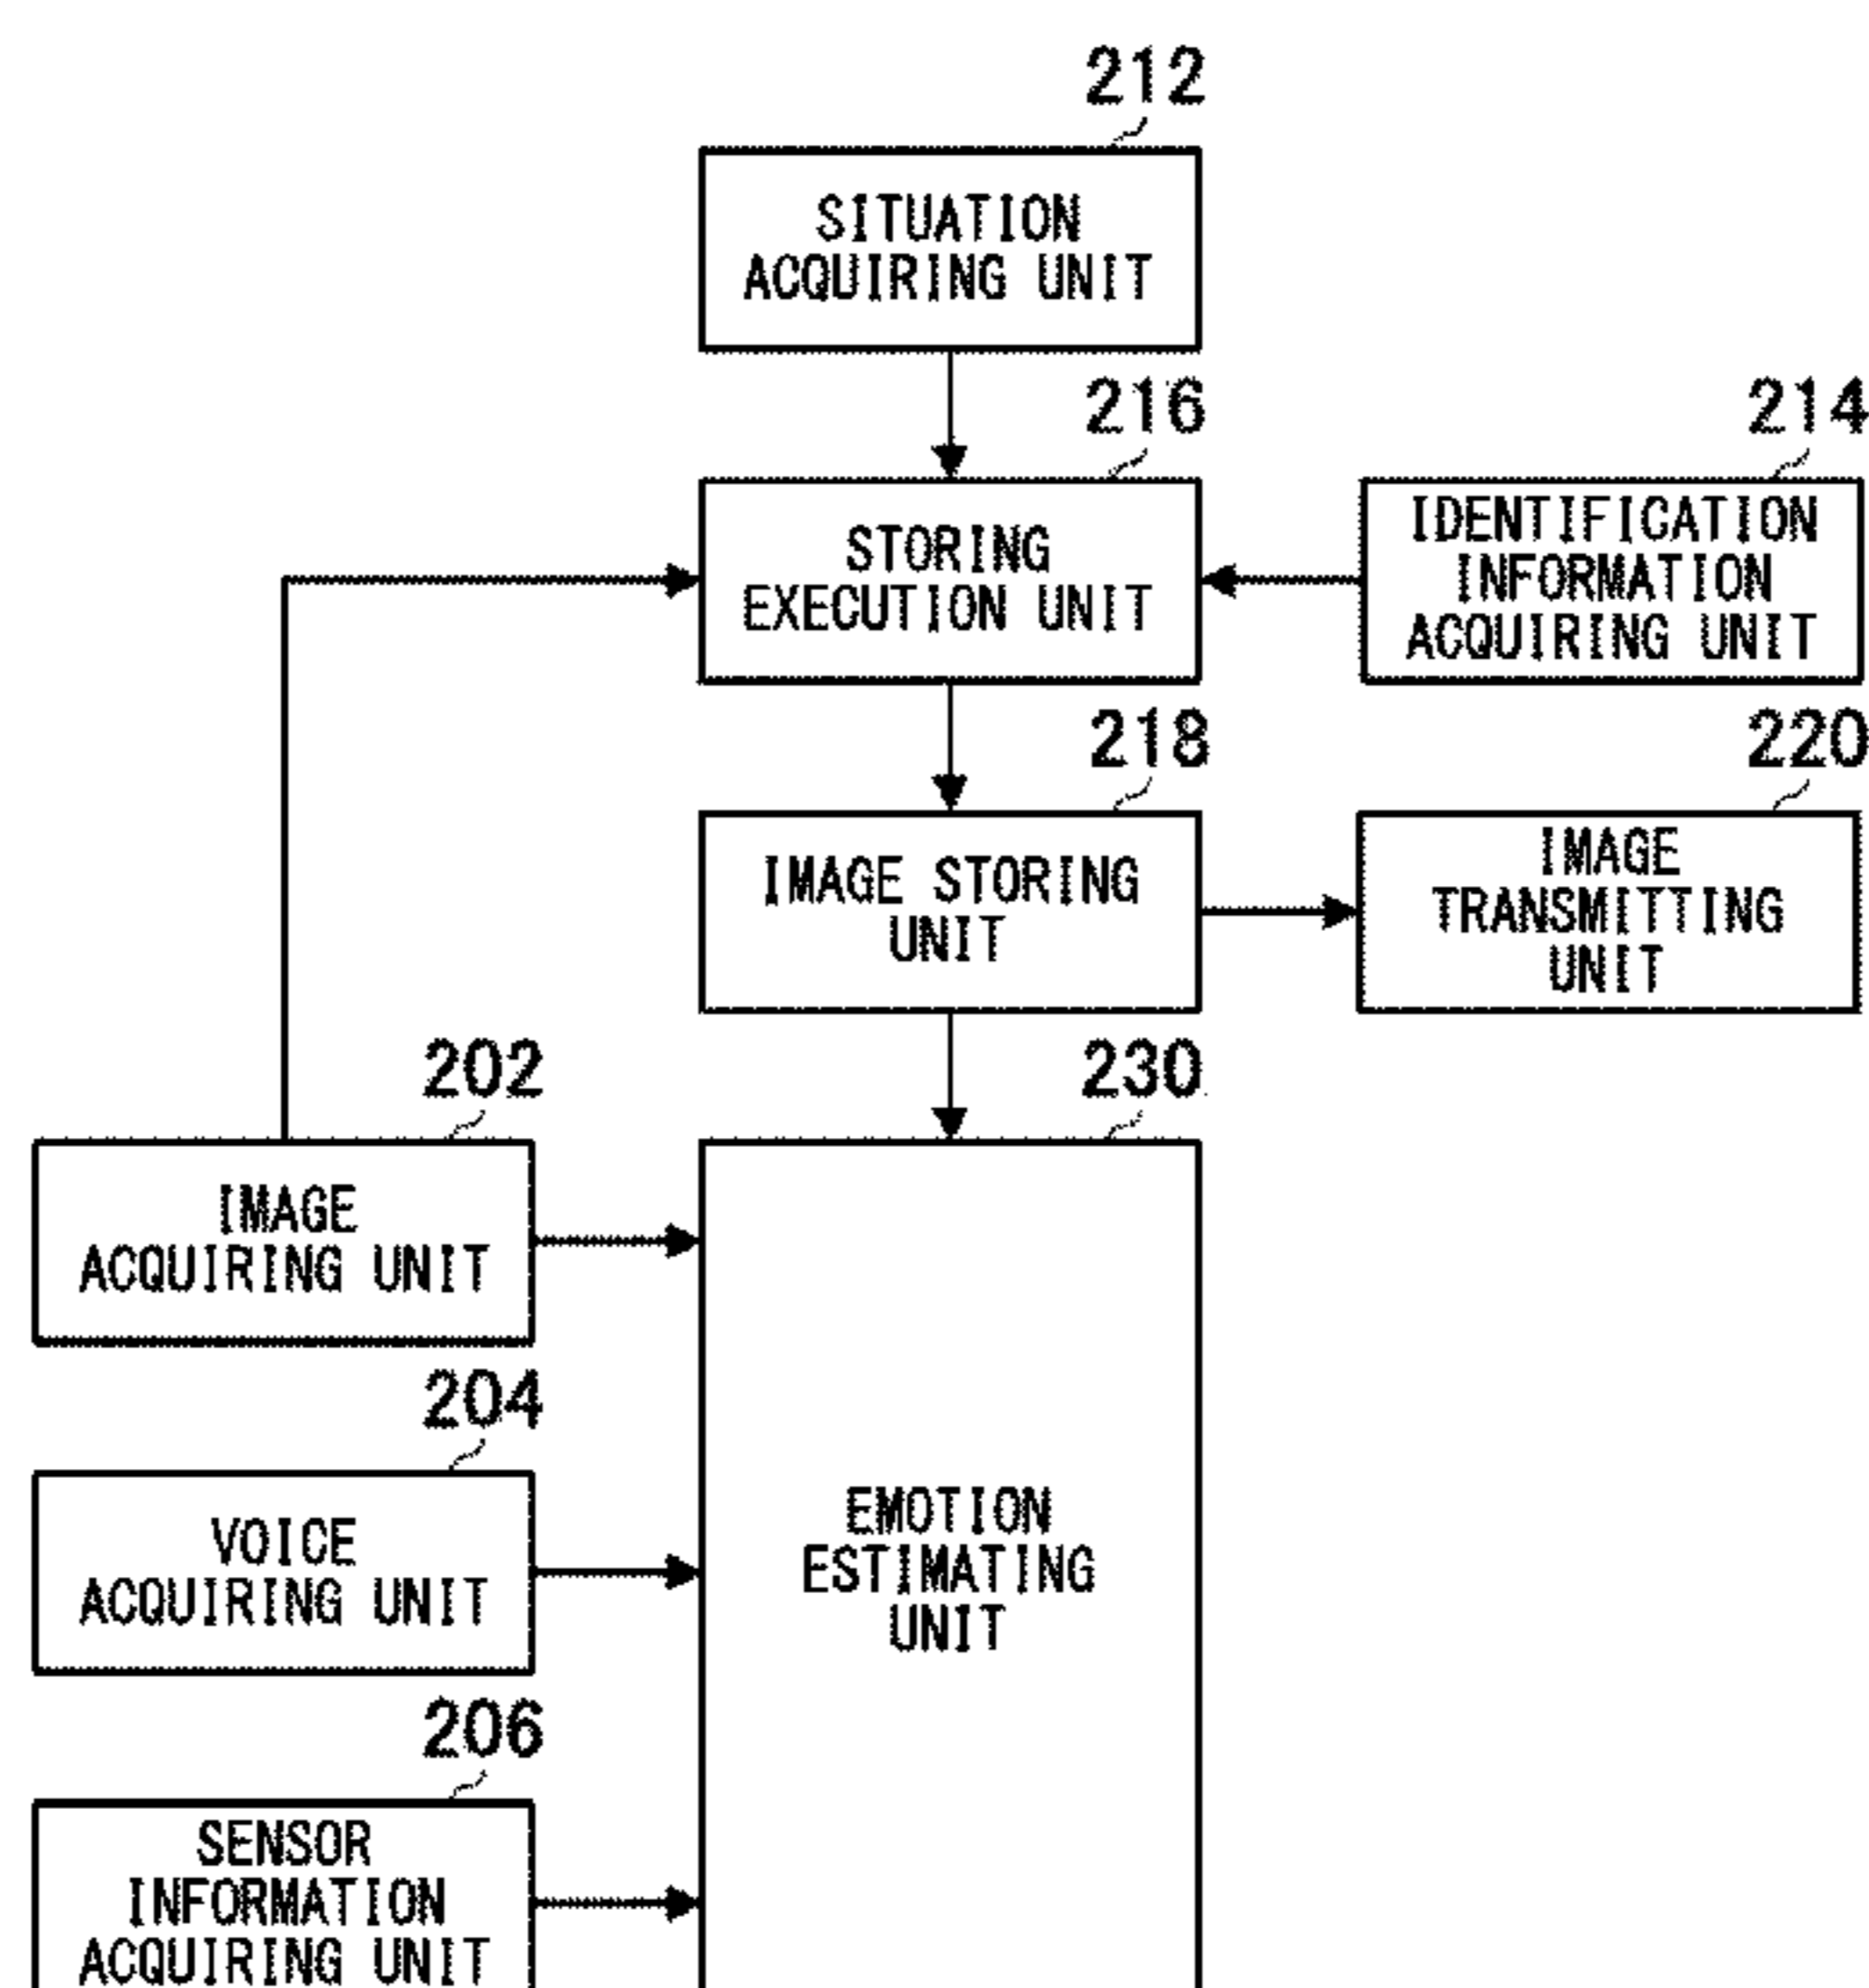 212
SITUATION
ACQUIRING UNIT
216
STORING
EXECUTION UNIT
214
IDENTIFICATION
INFORMATION
ACQUIRING UNIT
218
IMAGE STORING
UNIT
220
IMAGE
TRANSMITTING
UNIT
202
IMAGE
ACQUIRING UNIT
230
EMOTION
ESTIMATING
UNIT
204
VOICE
ACQUIRING UNIT
206
SENSOR
INFORMATION
ACQUIRING UNIT